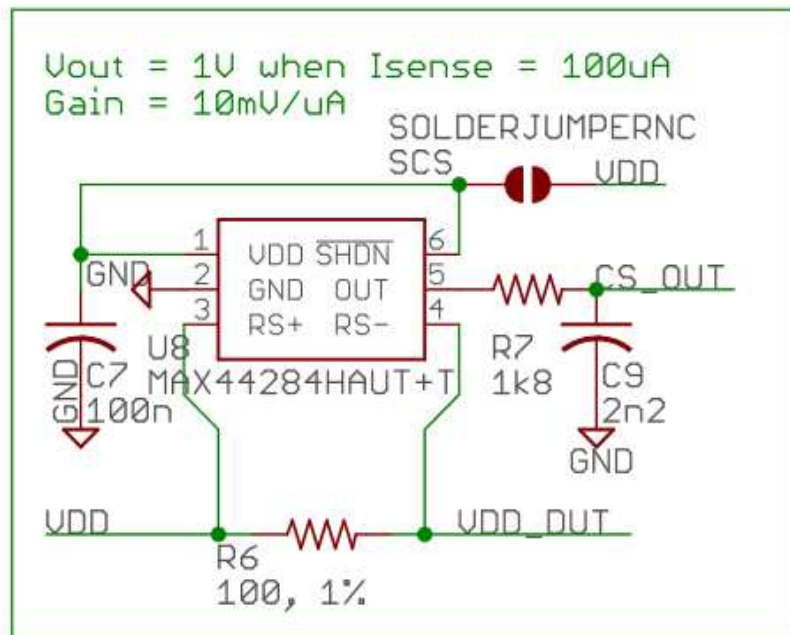 Vout = 1V when Isense = 100uA
Gain = 10mV/uA
SOLDERJUMPERNC
SCS
VDD
1
VDD
SHDN
6
GND
2
GND
OUT
5
CS_OUT
3
RS+
RS-
4
U8
MAX44284HAUT+T
R7
1k8
C7
100n
GND
C9
2n2
GND
VDD
VDD_DUT
R6
100, 1%